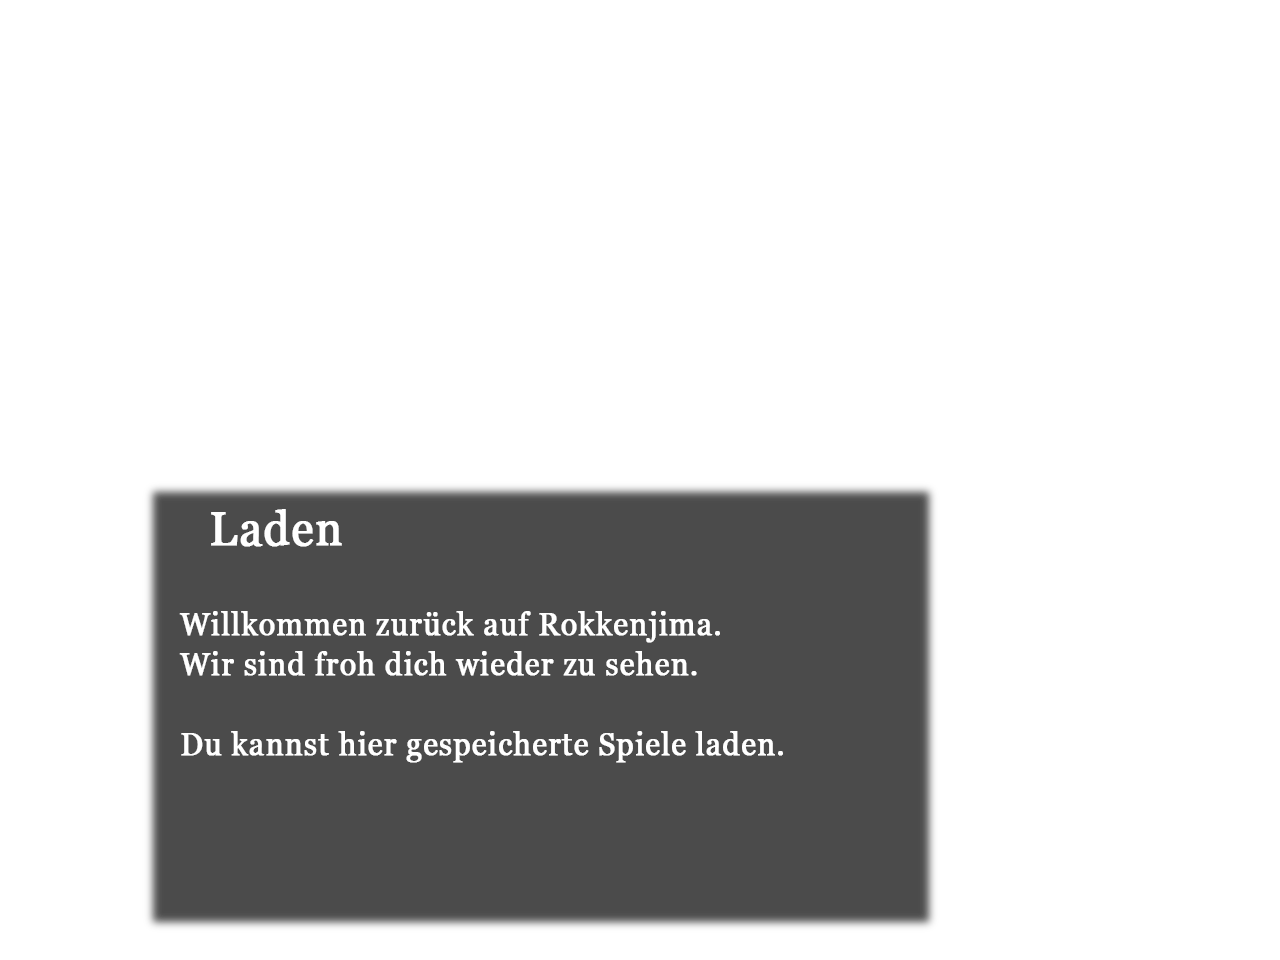 Laden
Willkommen zurück auf Rokkenjima.
Wir sind froh dich wieder zu sehen.
Du kannst hier gespeicherte Spiele laden.